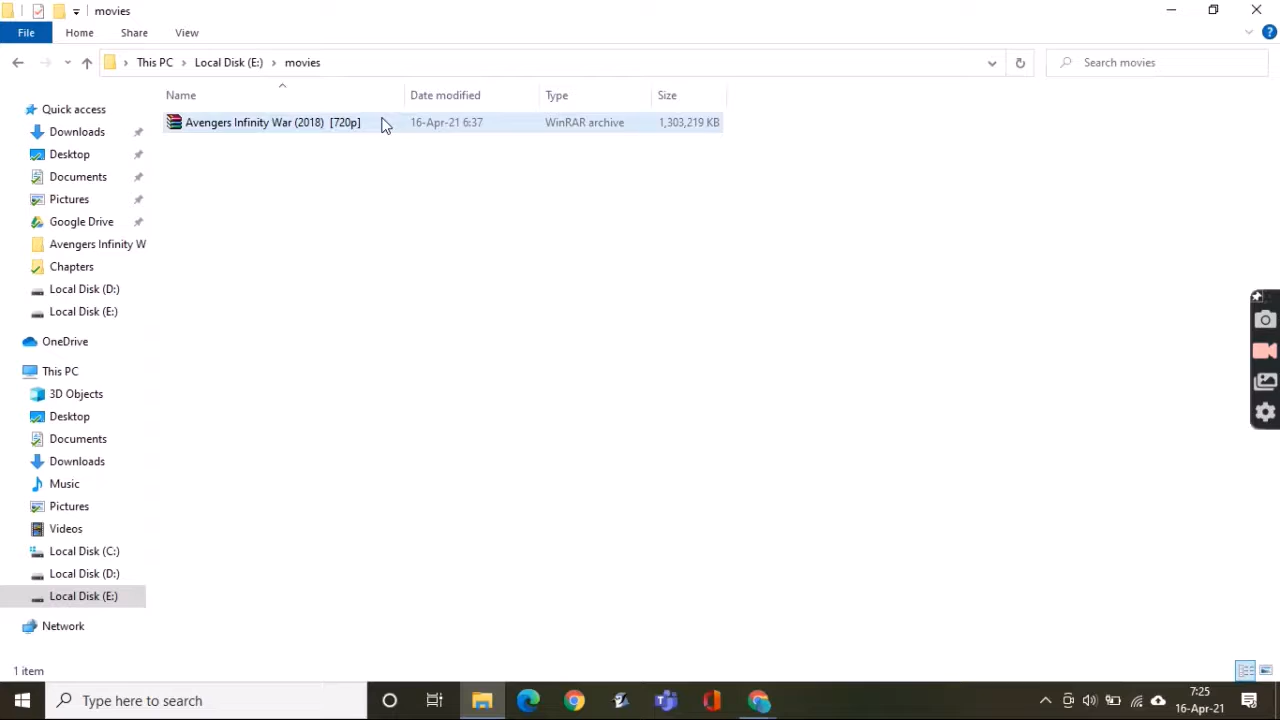 movies
File Home Share View
This PC Local Disk (E:) movies
Search movies
Name Date modified Type Size
Avengers Infinity War (2018) [720p] 16-Apr-21 6:37 WinRAR archive 1,303,219 KB
Quick access
Downloads
Desktop
Documents
Pictures
Google Drive
Avengers Infinity W
Chapters
Local Disk (D:)
Local Disk (E:)
OneDrive
This PC
3D Objects
Desktop
Documents
Downloads
Music
Pictures
Videos
Local Disk (C:)
Local Disk (D:)
Local Disk (E:)
Network
1 item
Type here to search
7:25
16-Apr-21